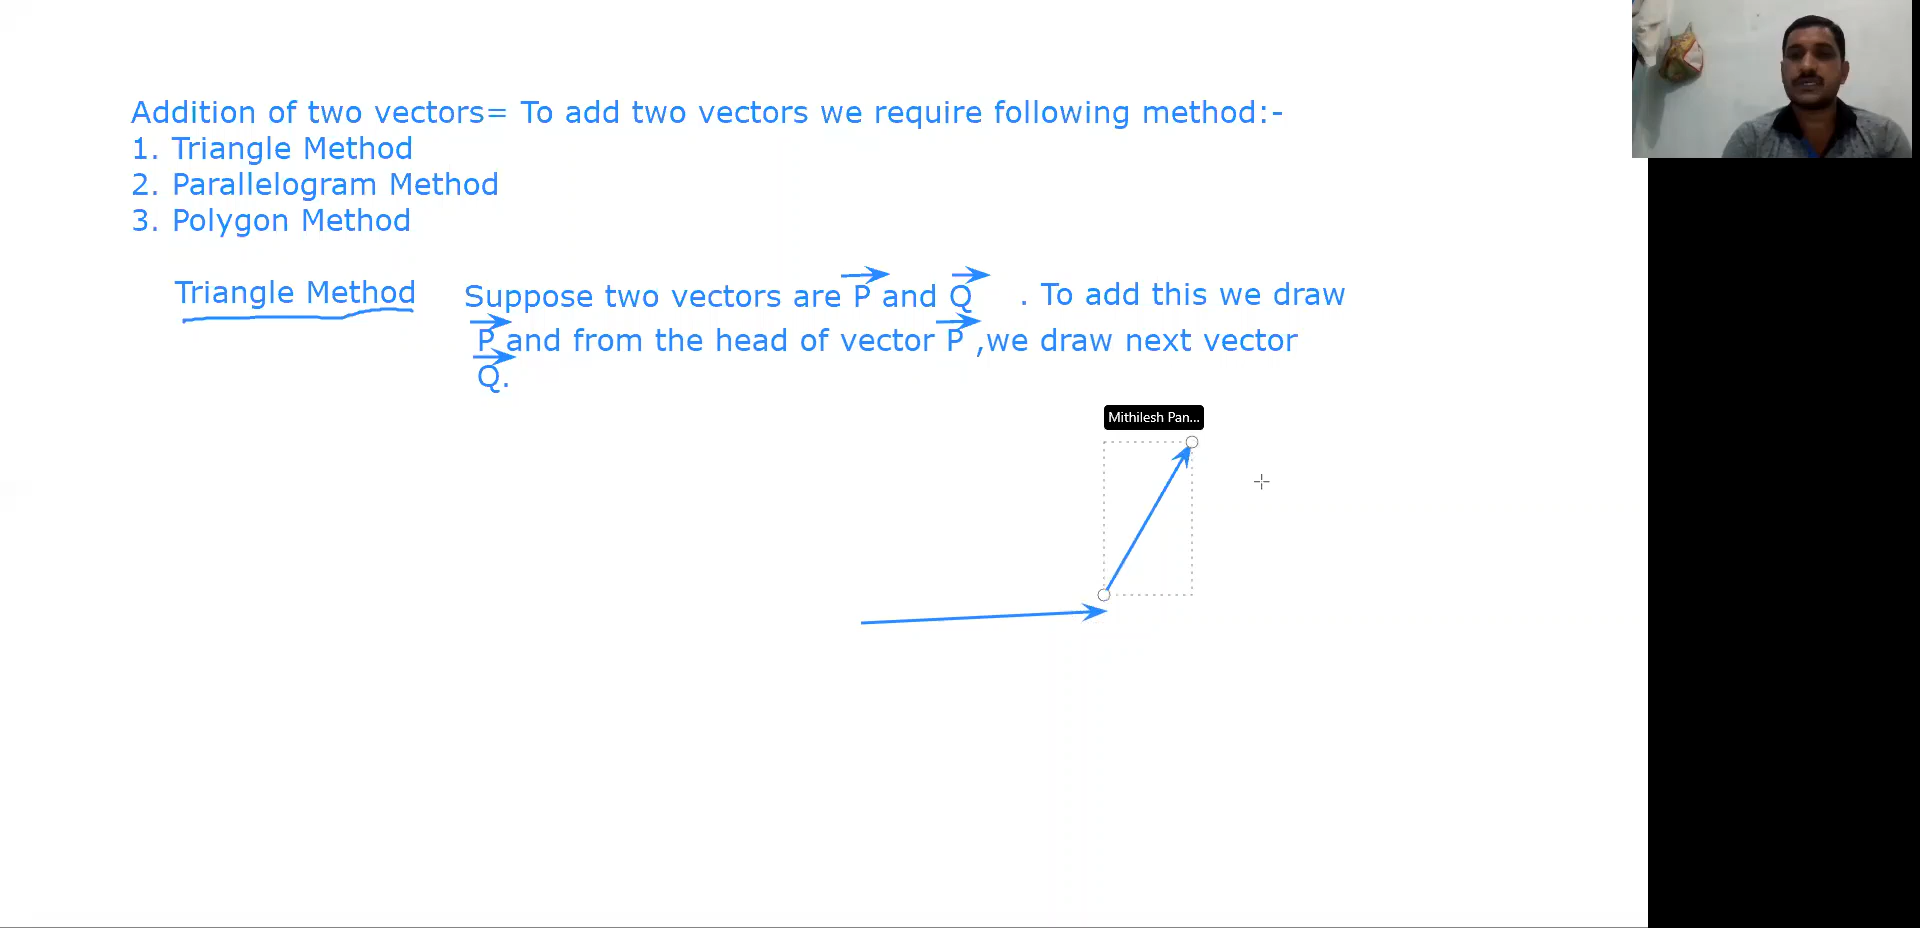 Addition of two vectors= To add two vectors we require following method:-
1. Triangle Method
2. Parallelogram Method
3. Polygon Method
Triangle Method
Suppose two vectors are P and Q . To add this we draw
P and from the head of vector P ,we draw next vector
Q.
Mithilesh Pan...